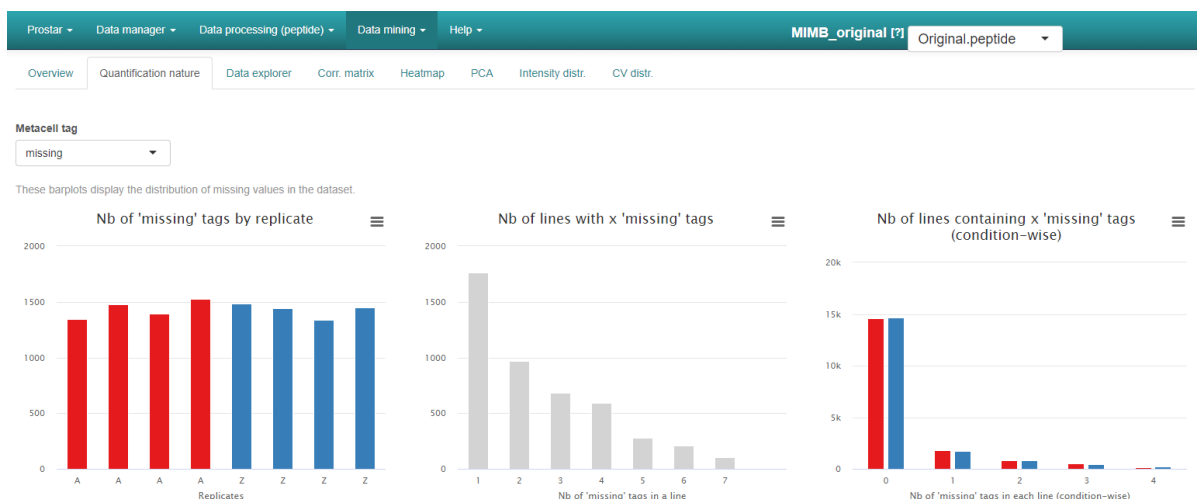 Prostar Data manager Data processing (peptide) Data mining Help MIMB_original [?] Original.peptide
Overview Quantification nature Data explorer Corr. matrix Heatmap PCA Intensity distr. CV distr.
Metacell tag
missing
These barplots display the distribution of missing values in the dataset.
Nb of 'missing' tags by replicate
2000
1500
1000
500
0
A A A A Z Z Z Z
Replicates
Nb of lines with x 'missing' tags
2000
1500
1000
500
0
1 2 3 4 5 6 7
Nb of 'missing' tags in a line
Nb of lines containing x 'missing' tags
(condition-wise)
20k
15k
10k
5k
0
0 1 2 3 4
Nb of 'missing' tags in each line (condition-wise)